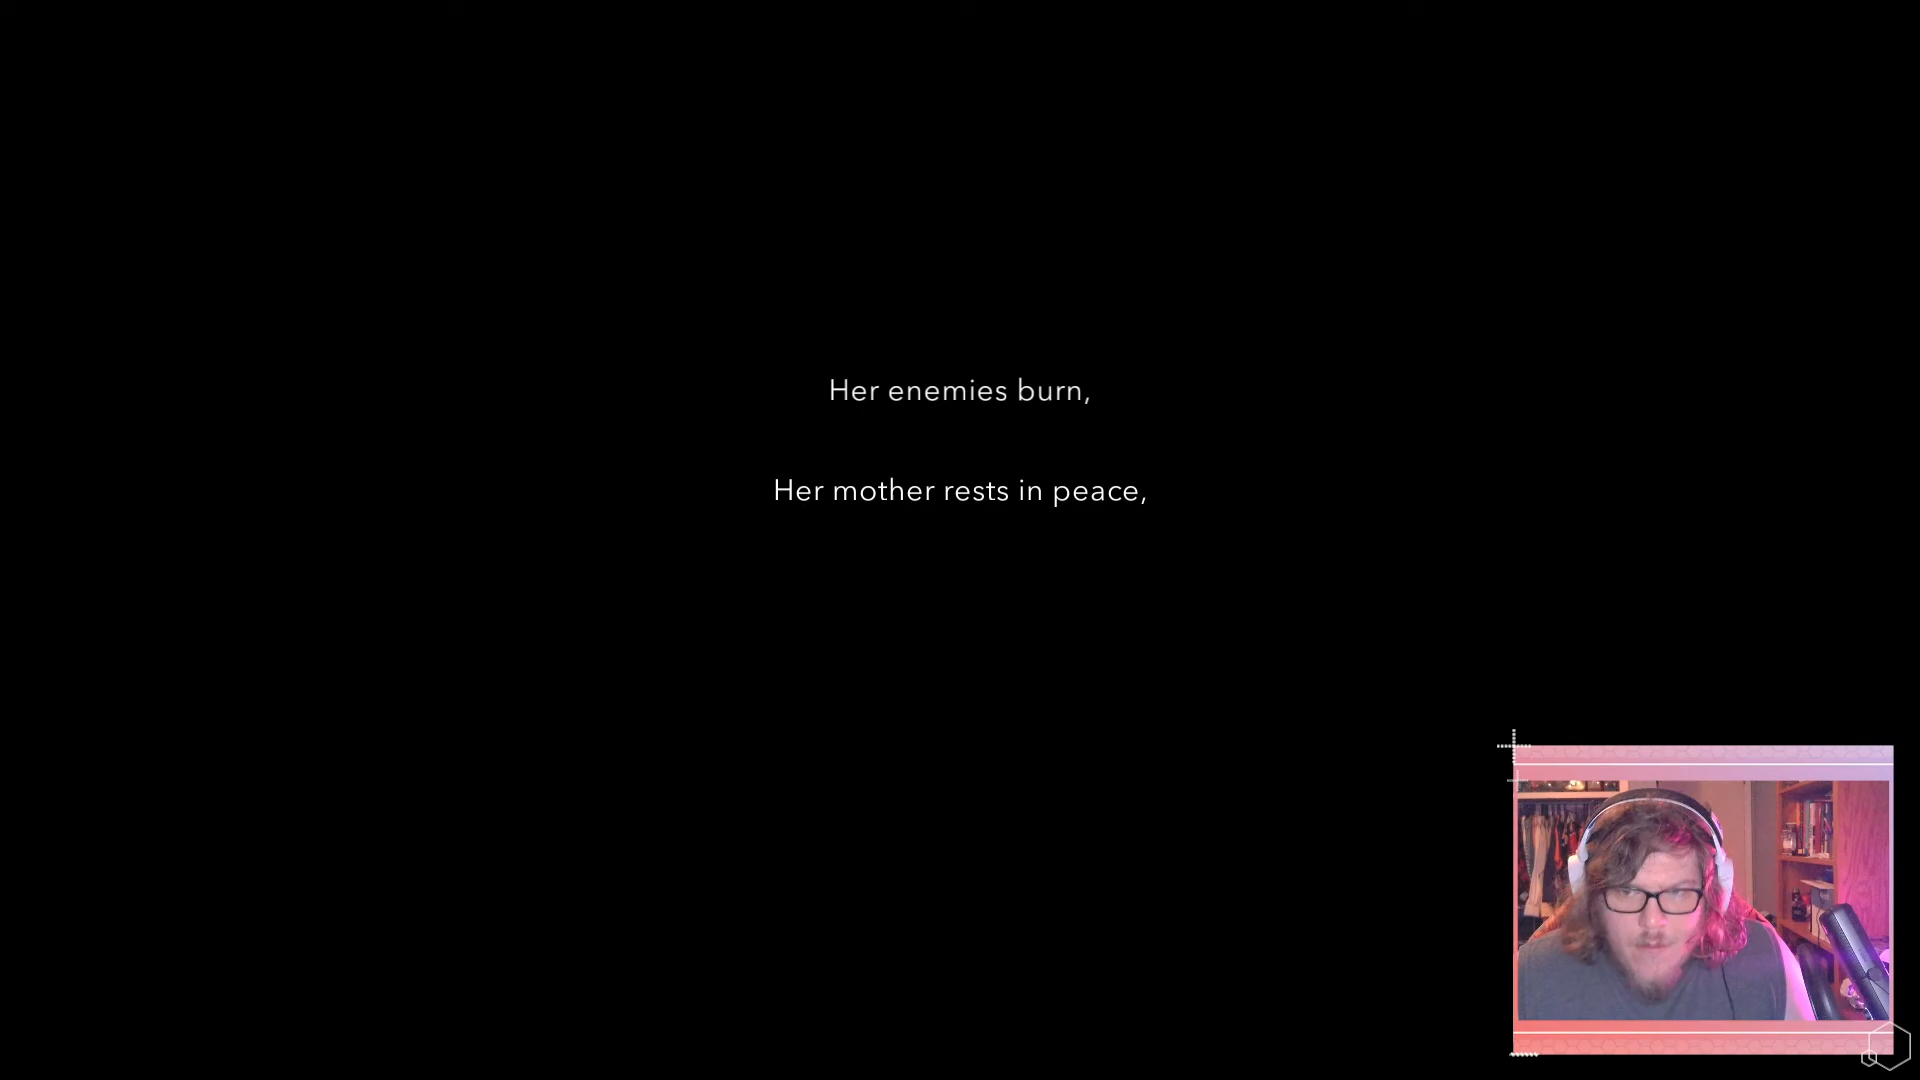 Her enemies burn,
Her mother rests in peace,